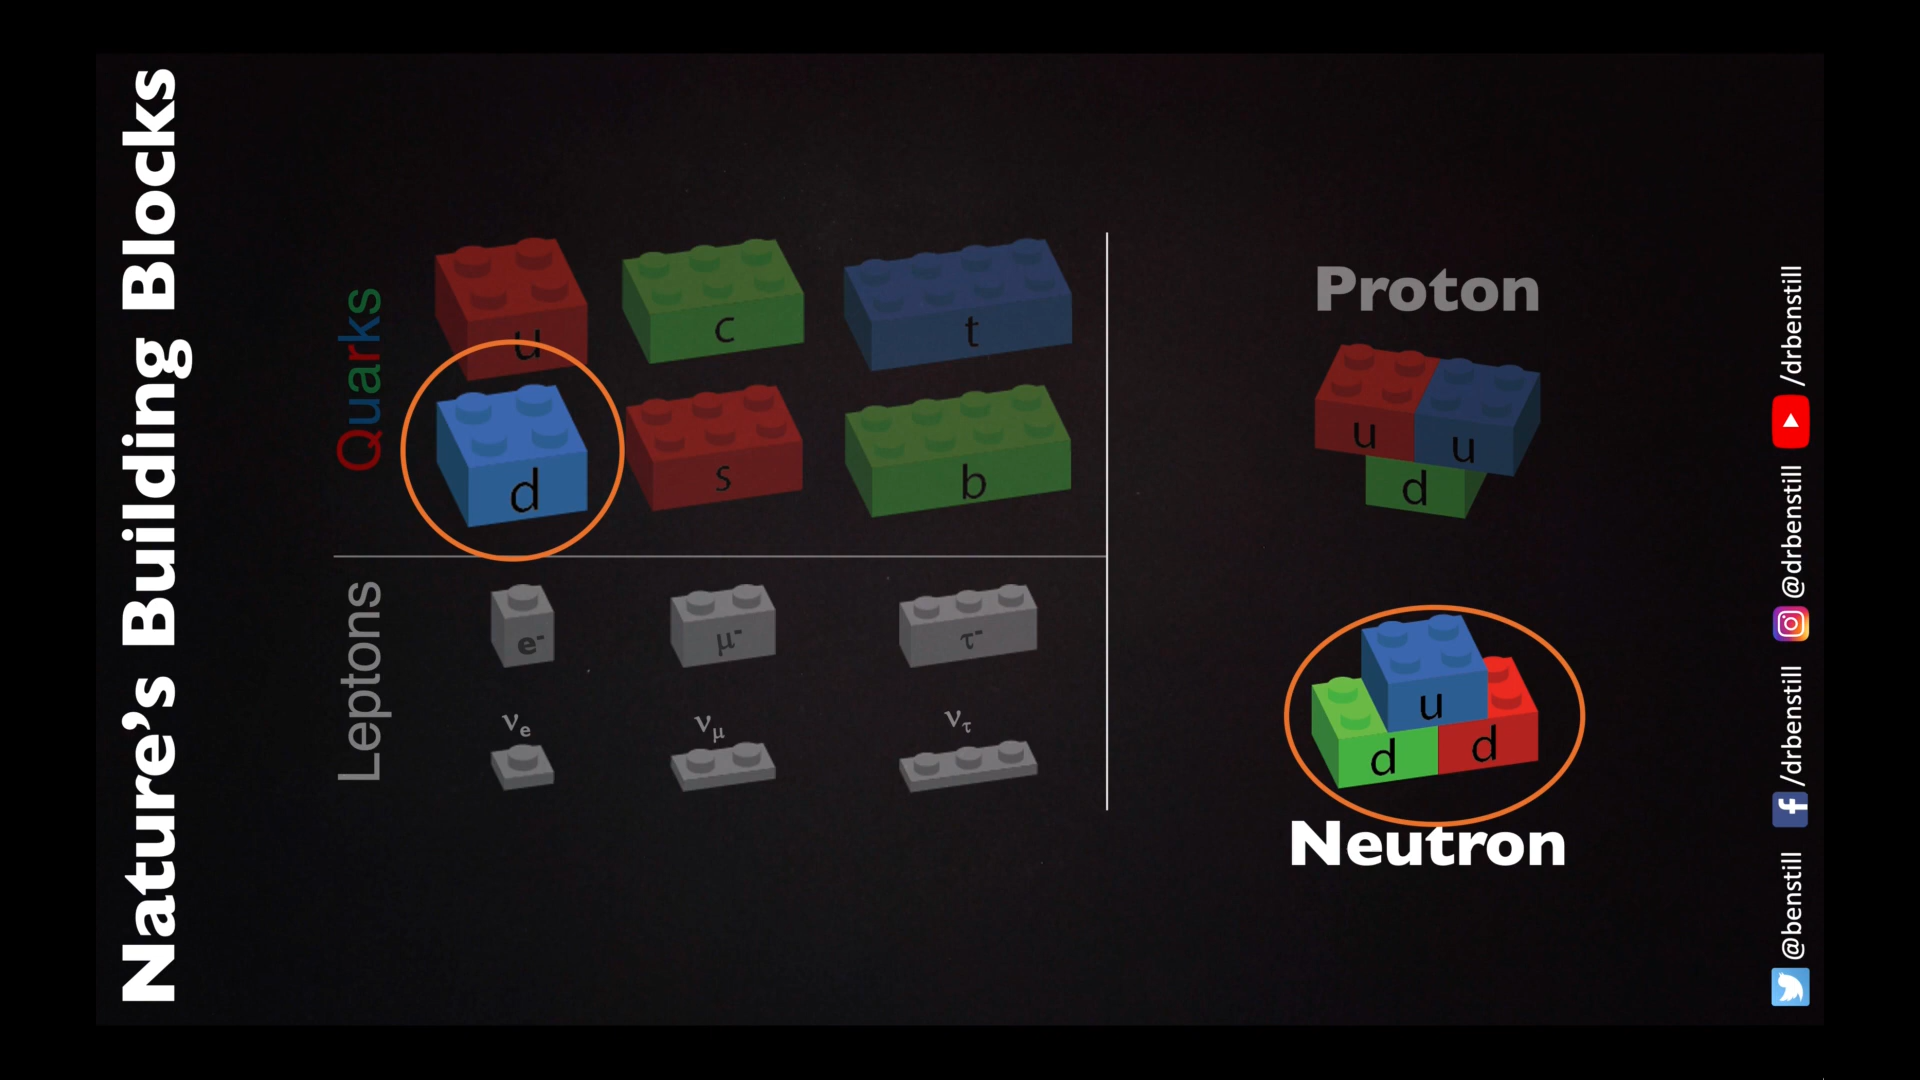 Nature's Building Blocks
Quarks
u
c
t
d
s
b
Leptons
e-
μ-
τ-
νe
νμ
ντ
Proton
u
u
d
u
d
d
Neutron
/drbenstill
@drbenstill
/drbenstill
@benstill